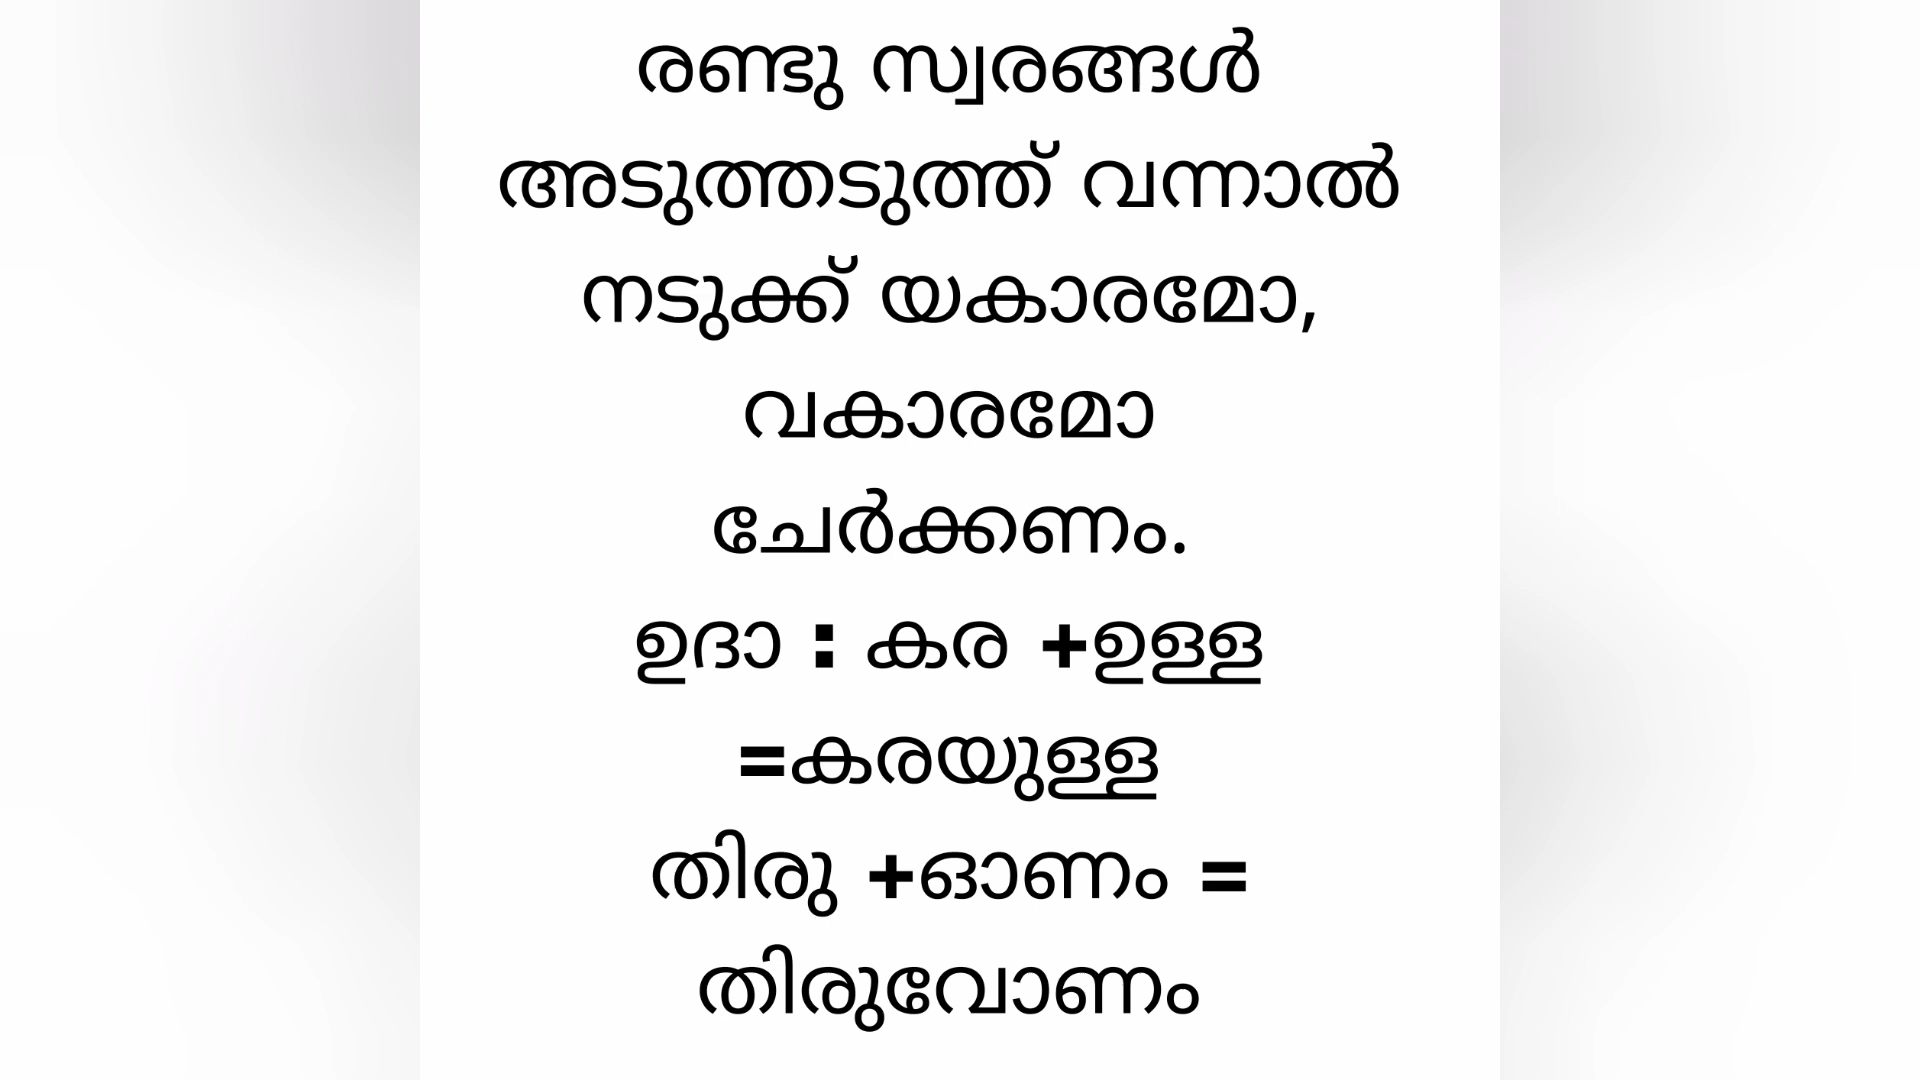 രണ്ടു സ്വരങ്ങൾ
അടുത്തടുത്ത് വന്നാൽ
നടുക്ക് യകാരമോ,
വകാരമോ
ചേർക്കണം.
ഉദാ : കര +ഉള്ള
=കരയുള്ള
തിരു +ഓണം =
തിരുവോണം